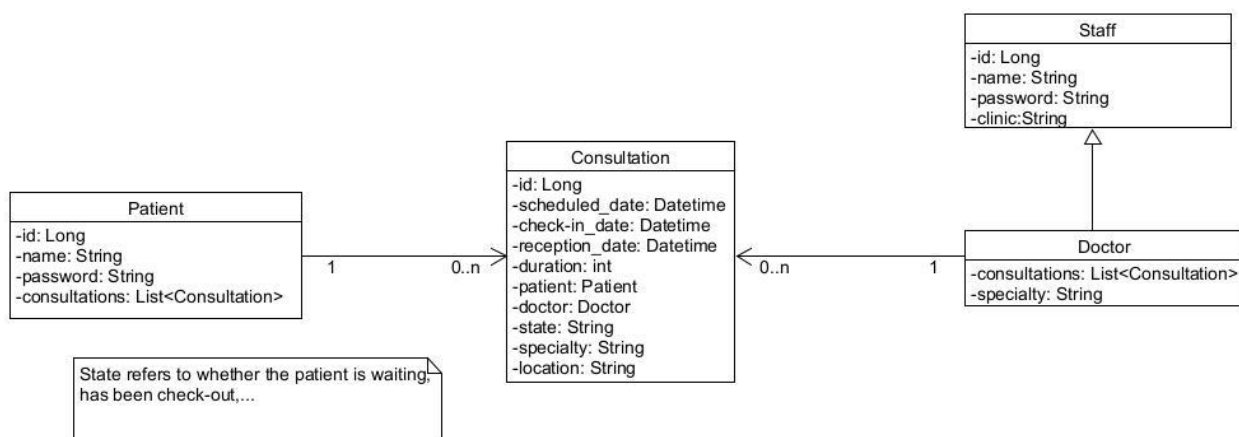 Staff
-id: Long
-name: String
-password: String
-clinic:String
Consultation
-id: Long
-scheduled_date: Datetime
-check-in_date: Datetime
-reception_date: Datetime
-duration: int
-patient: Patient
-doctor: Doctor
-state: String
-specialty: String
-location: String
Patient
-id: Long
-name: String
-password: String
-consultations: List<Consultation>
1
0..n
0..n
1
Doctor
-consultations: List<Consultation>
-specialty: String
State refers to whether the patient is waiting,
has been check-out,...